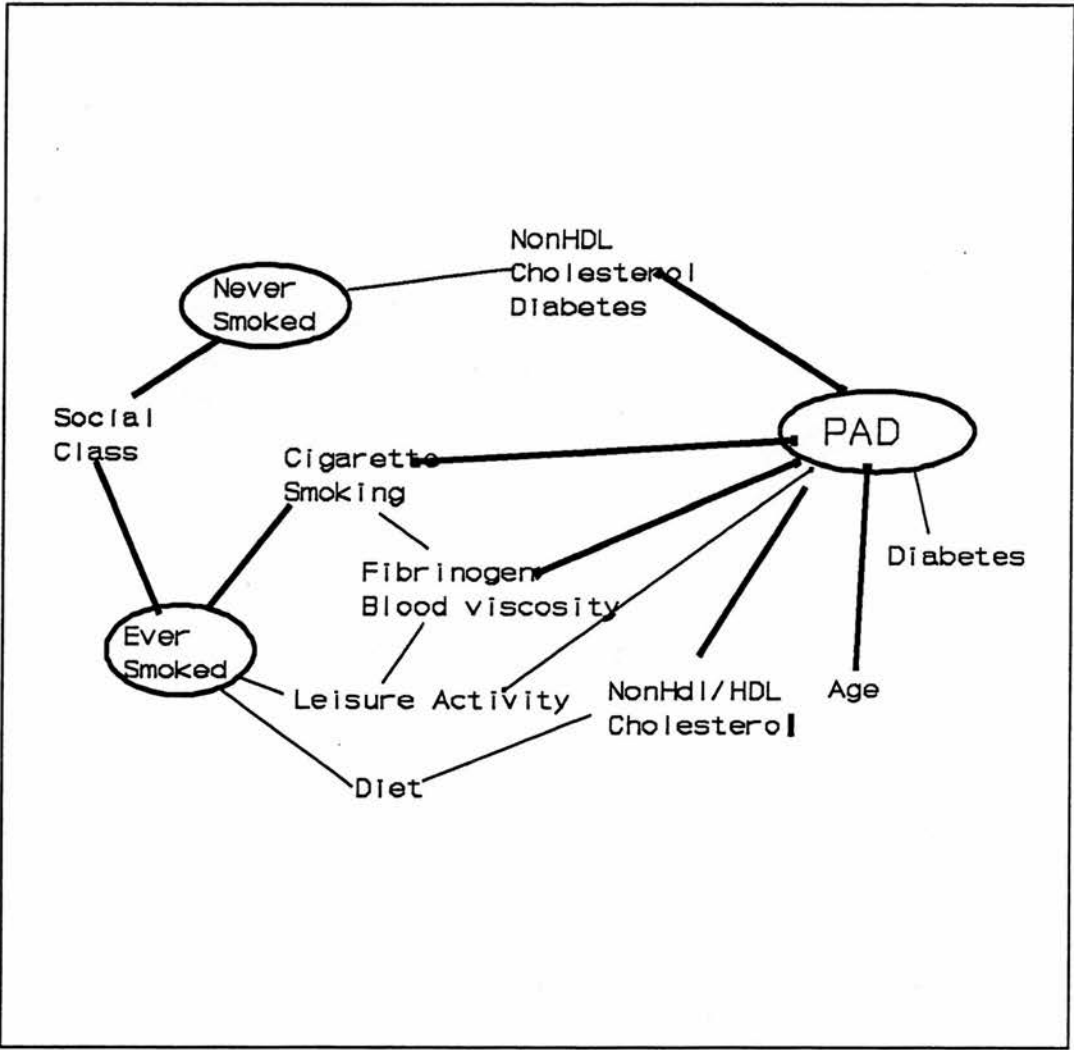 NonHDL
Cholesterol
Diabetes
Never
Smoked
Social
Class
PAD
Cigarette
Smoking
Diabetes
Fibrinogen
Blood viscosity
Ever
Smoked
Leisure Activity
NonHdl/HDL
Cholesterol
Age
Diet